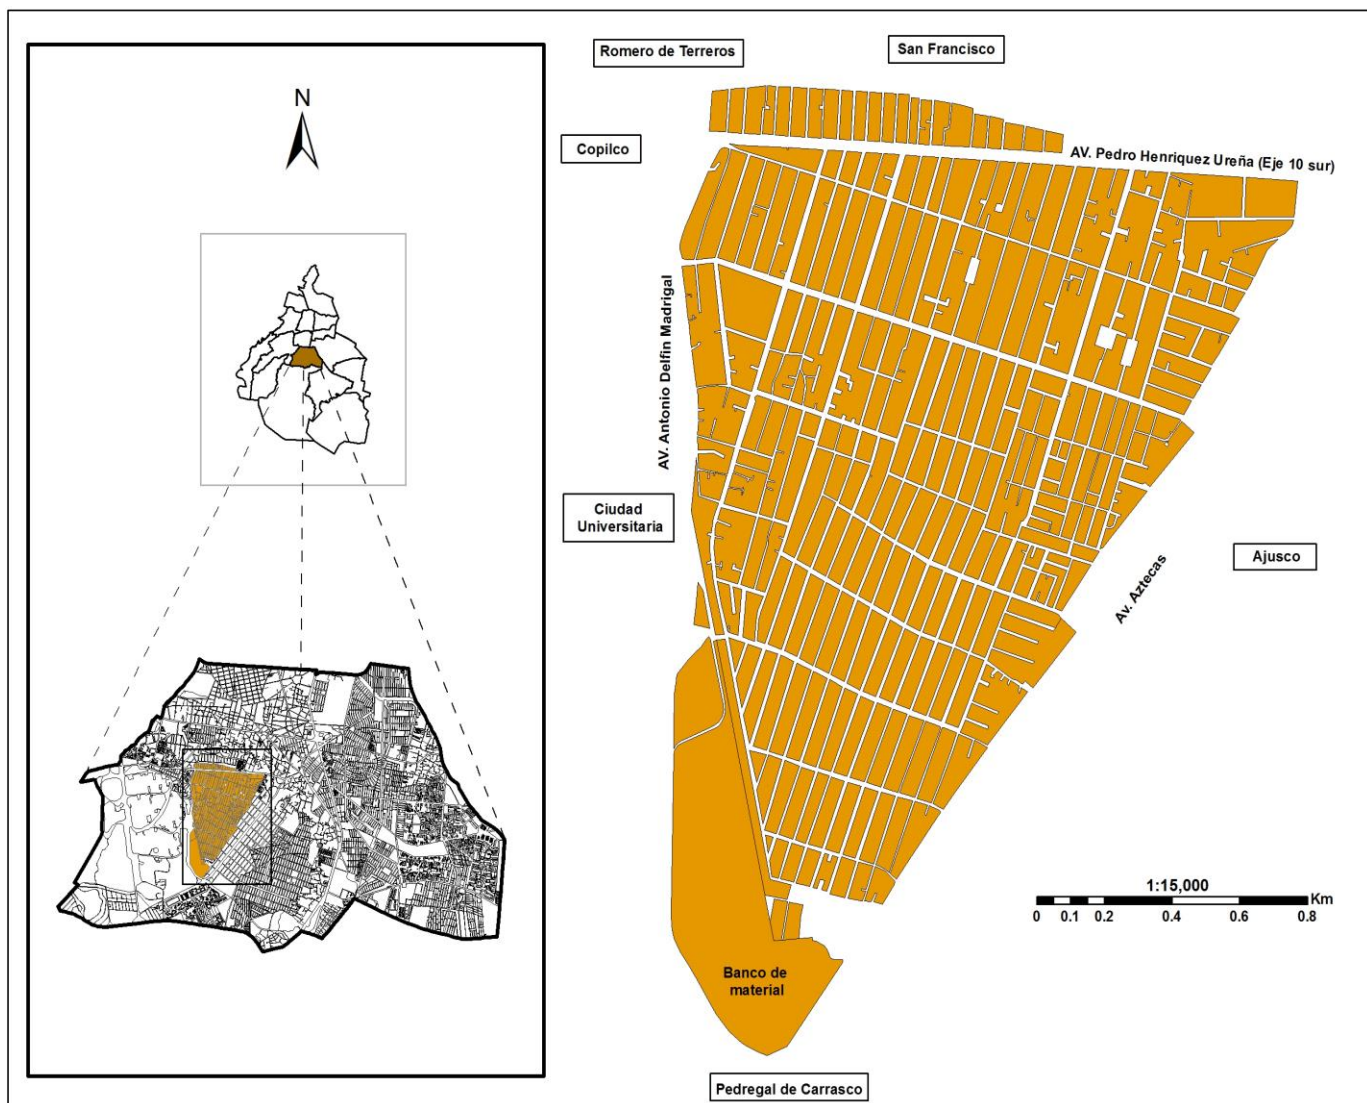 N
Romero de Terreros
San Francisco
Copilco
AV. Pedro Henriquez Ureña (Eje 10 sur)
AV. Antonio Delfin Madrigal
Ciudad
Universitaria
Ajusco
Av. Aztecas
1:15,000
Km
0 0.1 0.2 0.4 0.6 0.8
Banco de
material
Pedregal de Carrasco